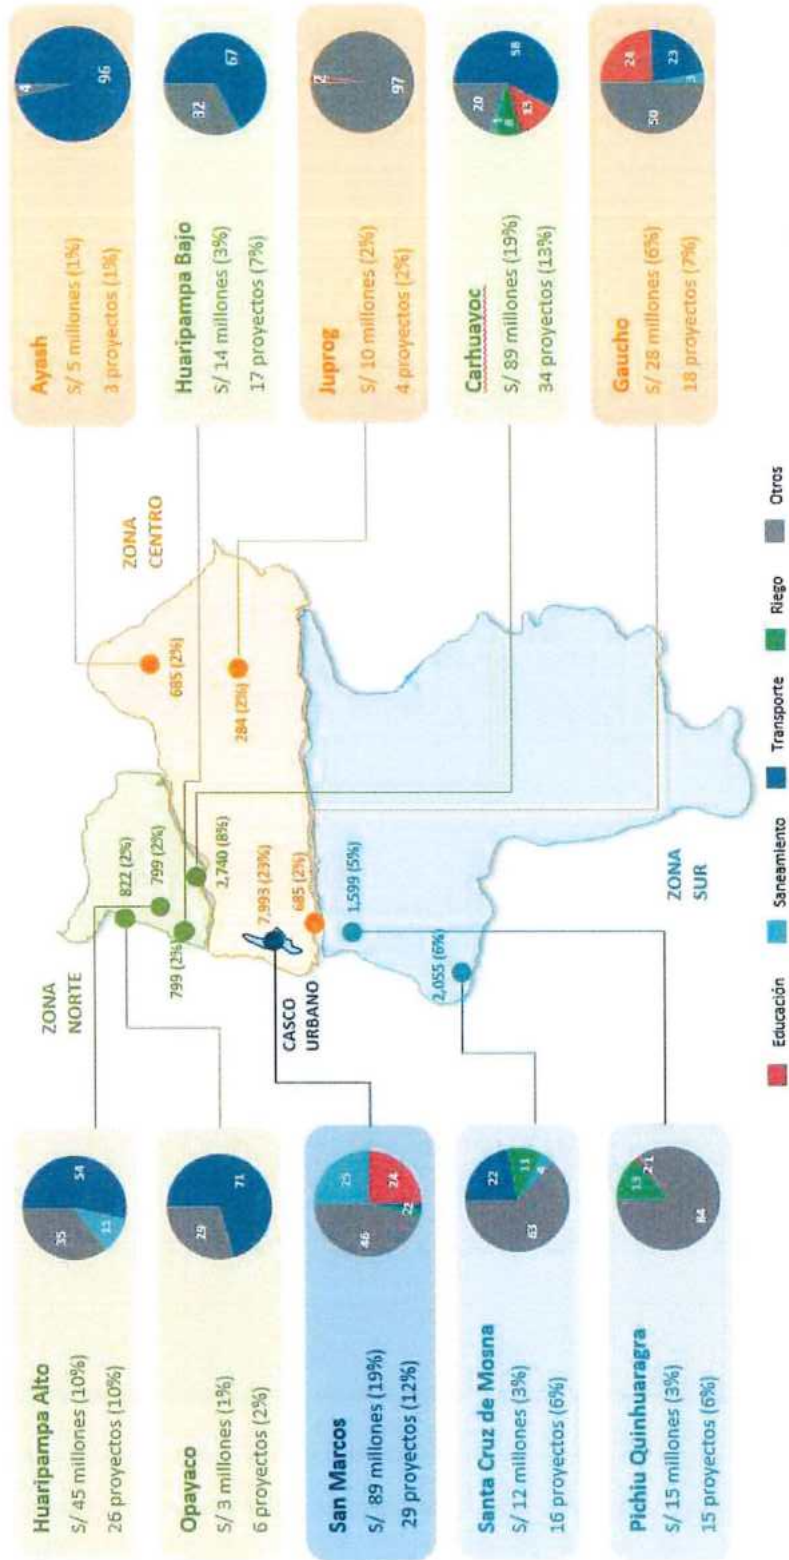 Huaripampa Alto
S/ 45 millones (10%)
26 proyectos (10%)
35
54
11
Opayaco
S/ 3 millones (1%)
6 proyectos (2%)
29
71
San Marcos
S/ 89 millones (19%)
29 proyectos (12%)
25
24
22
46
Santa Cruz de Mosna
S/ 12 millones (3%)
16 proyectos (6%)
22
11
4
63
Pichiu Quinhuaragra
S/ 15 millones (3%)
15 proyectos (6%)
13
2 1
84
ZONA
NORTE
822 (2%)
799 (2%)
799 (2%)
2,740 (8%)
CASCO
URBANO
7,993 (23%)
685 (2%)
1,599 (5%)
2,055 (6%)
ZONA
SUR
ZONA
CENTRO
685 (2%)
284 (2%)
Ayash
S/ 5 millones (1%)
3 proyectos (1%)
4
96
Huaripampa Bajo
S/ 14 millones (3%)
17 proyectos (7%)
32
67
Juprog
S/ 10 millones (2%)
4 proyectos (2%)
2
97
Carhuayoc
S/ 89 millones (19%)
34 proyectos (13%)
20
58
1
8
13
Gaucho
S/ 28 millones (6%)
18 proyectos (7%)
24
23
3
50
Educación
Saneamiento
Transporte
Riego
Otros